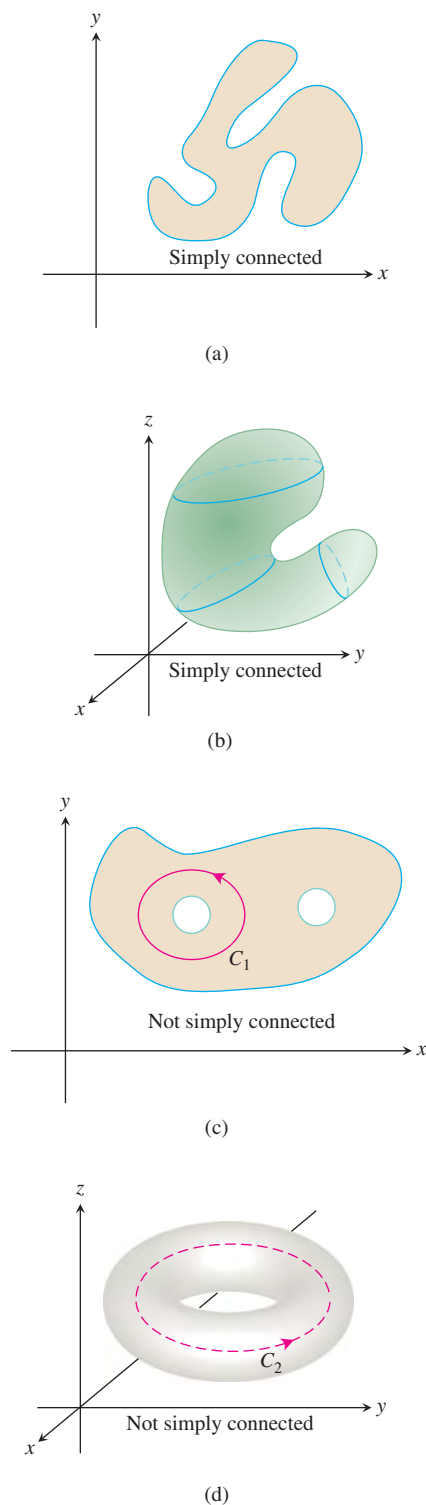 y
Simply connected
x
(a)
z
y
Simply connected
x
(b)
y
C₁
Not simply connected
x
(c)
z
C₂
y
Not simply connected
x
(d)